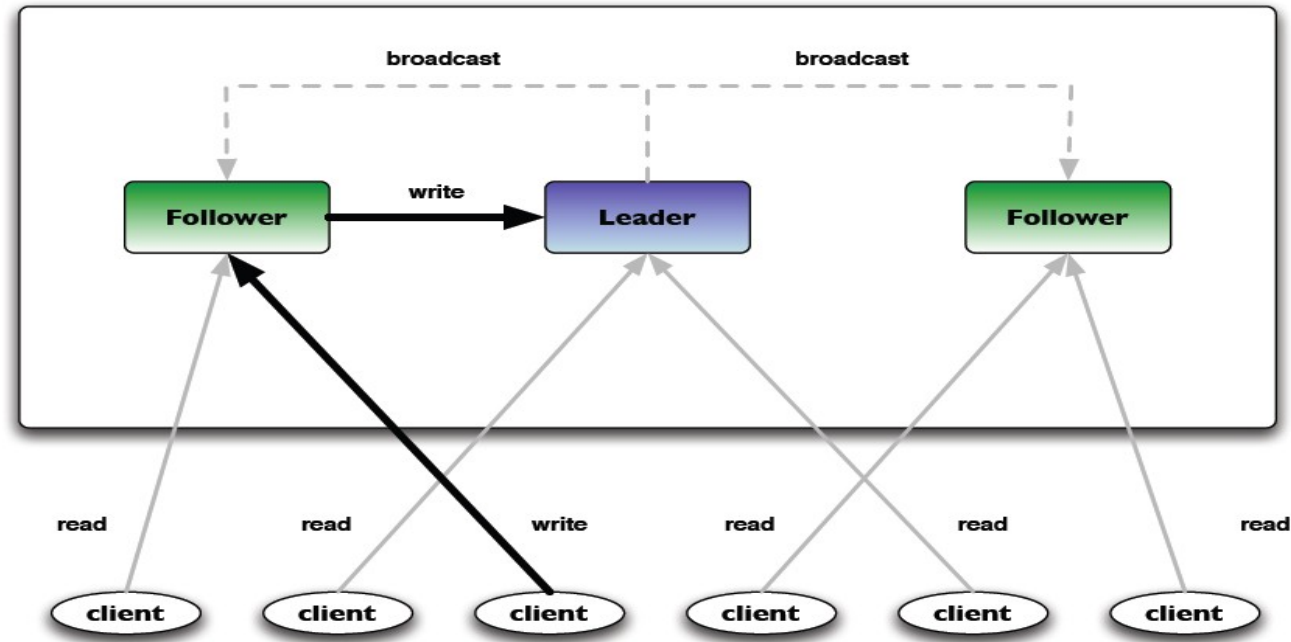 broadcast
broadcast
write
Follower
Leader
Follower
read
read
write
read
read
read
client
client
client
client
client
client